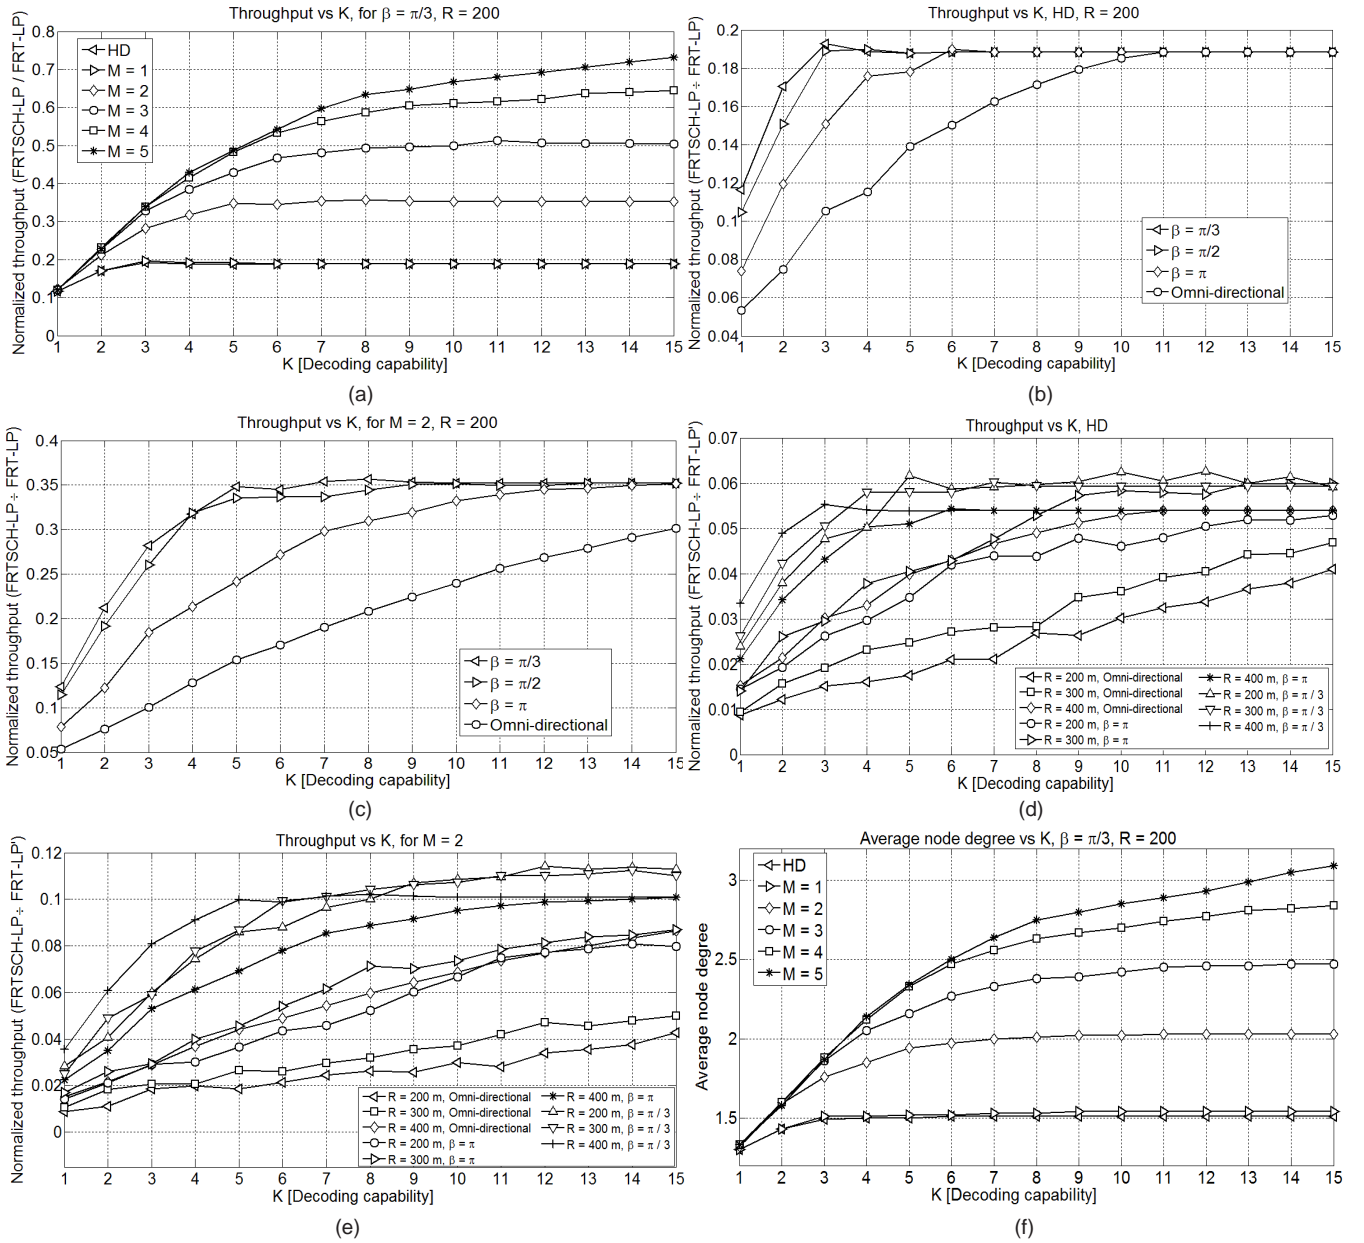 Throughput vs K, for β = π/3, R = 200
Normalized throughput (FRTSCH-LP / FRT-LP)
0.8
0.7
0.6
0.5
0.4
0.3
0.2
0.1
0
HD
M = 1
M = 2
M = 3
M = 4
M = 5
1 2 3 4 5 6 7 8 9 10 11 12 13 14 15
K [Decoding capability]
(a)
Throughput vs K, HD, R = 200
Normalized throughput (FRTSCH-LP ÷ FRT-LP)
0.2
0.18
0.16
0.14
0.12
0.1
0.08
0.06
0.04
β = π/3
β = π/2
β = π
Omni-directional
1 2 3 4 5 6 7 8 9 10 11 12 13 14 15
K [Decoding capability]
(b)
Throughput vs K, for M = 2, R = 200
Normalized throughput (FRTSCH-LP ÷ FRT-LP)
0.4
0.35
0.3
0.25
0.2
0.15
0.1
0.05
β = π/3
β = π/2
β = π
Omni-directional
1 2 3 4 5 6 7 8 9 10 11 12 13 14 15
K [Decoding capability]
(c)
Throughput vs K, HD
Normalized throughput (FRTSCH-LP ÷ FRT-LP')
0.07
0.06
0.05
0.04
0.03
0.02
0.01
0
R = 200 m, Omni-directional
R = 300 m, Omni-directional
R = 400 m, Omni-directional
R = 200 m, β = π
R = 300 m, β = π
R = 400 m, β = π
R = 200 m, β = π / 3
R = 300 m, β = π / 3
R = 400 m, β = π / 3
1 2 3 4 5 6 7 8 9 10 11 12 13 14 15
K [Decoding capability]
(d)
Throughput vs K, for M = 2
Normalized throughput (FRTSCH-LP ÷ FRT-LP')
0.12
0.1
0.08
0.06
0.04
0.02
0
R = 200 m, Omni-directional
R = 300 m, Omni-directional
R = 400 m, Omni-directional
R = 200 m, β = π
R = 300 m, β = π
R = 400 m, β = π
R = 200 m, β = π / 3
R = 300 m, β = π / 3
R = 400 m, β = π / 3
1 2 3 4 5 6 7 8 9 10 11 12 13 14 15
K [Decoding capability]
(e)
Average node degree vs K, β = π/3, R = 200
Average node degree
3
2.5
2
1.5
HD
M = 1
M = 2
M = 3
M = 4
M = 5
1 2 3 4 5 6 7 8 9 10 11 12 13 14 15
K [Decoding capability]
(f)